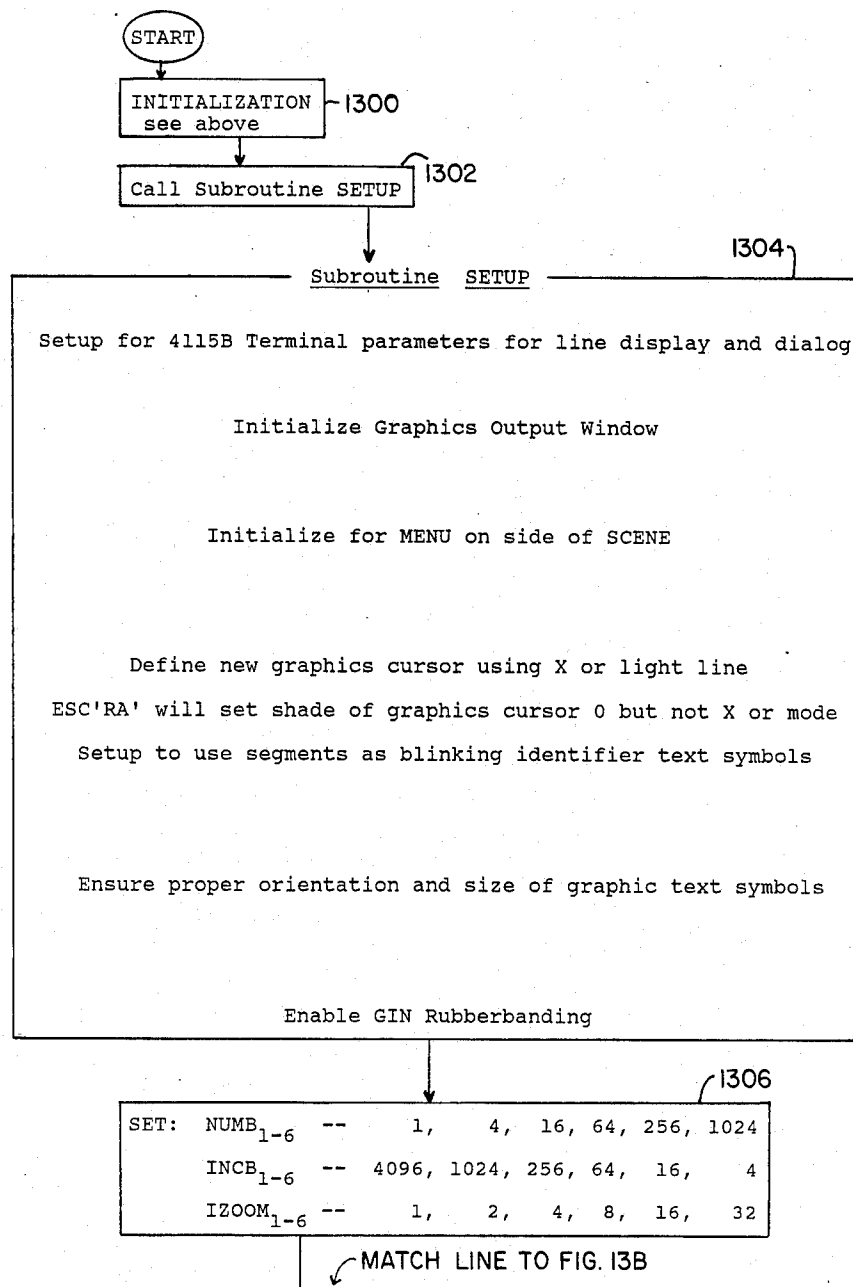 START
INITIALIZATION
see above
1300
1302
Call Subroutine SETUP
1304
Subroutine SETUP
Setup for 4115B Terminal parameters for line display and dialog
Initialize Graphics Output Window
Initialize for MENU on side of SCENE
Define new graphics cursor using X or light line
ESC'RA' will set shade of graphics cursor 0 but not X or mode
Setup to use segments as blinking identifier text symbols
Ensure proper orientation and size of graphic text symbols
Enable GIN Rubberbanding
1306
SET: NUMB1-6 -- 1, 4, 16, 64, 256, 1024
INCB1-6 -- 4096, 1024, 256, 64, 16, 4
IZOOM1-6 -- 1, 2, 4, 8, 16, 32
MATCH LINE TO FIG. 13B